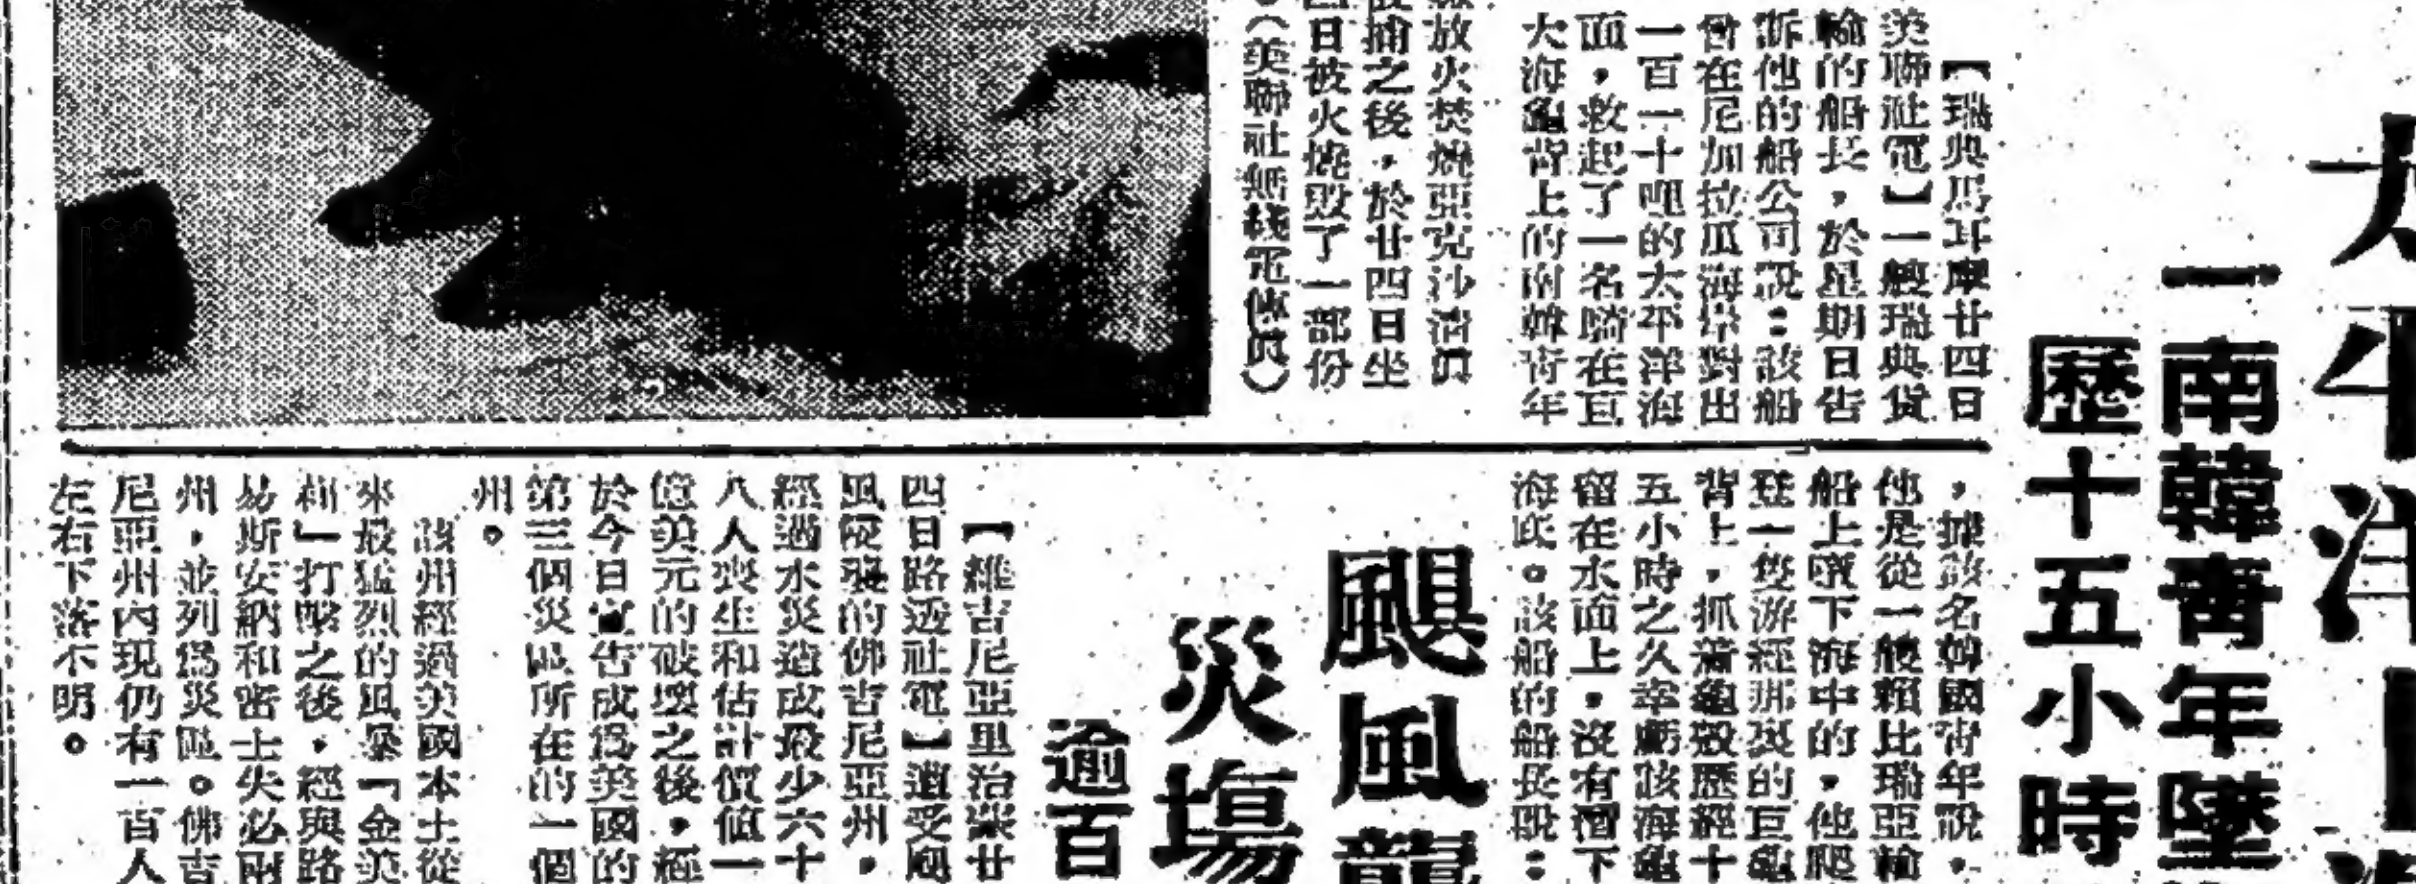 太平洋上
一南韓青年墜
歷十五小時
【瑞典馬耳摩廿四日
美聯社電】一艘瑞典貨
輪的船長，於星期日告
訴他的船公司說：該船
曾在尼加拉瓜海岸對出
一百一十哩的太平洋海
面，救起了一名騎在巨
大海龜背上的南韓青年
，據該名韓國青年說，
他是從一艘賴比瑞亞輪
船上墮下海中的，他爬
登一隻游經那裏的巨龜
背上，抓着龜殼歷經十
五小時之久幸虧該海龜
留在水面上，沒有潛下
海底。該船的船長說：
放火焚燒亞克沙清真
被捕之後，於廿四日坐
四日被火燒毀了一部份
。（美聯社無綫電傳真）
颶風襲
災塲
逾百
【維吉尼亞里治蒙廿
四日路透社電】遭受颶
風侵襲的佛吉尼亞州，
經過水災造成最少六十
八人喪生和估計價值一
億美元的破壞之後，經
於今日宣告成爲美國的
第三個災區所在的一個
州。
該州經過美國本土從
來最猛烈的風暴「金美
利」打擊之後，經與路
易斯安納和密士失必兩
州，並列爲災區。佛吉
尼亞州內現仍有一百人
左右下落不明。